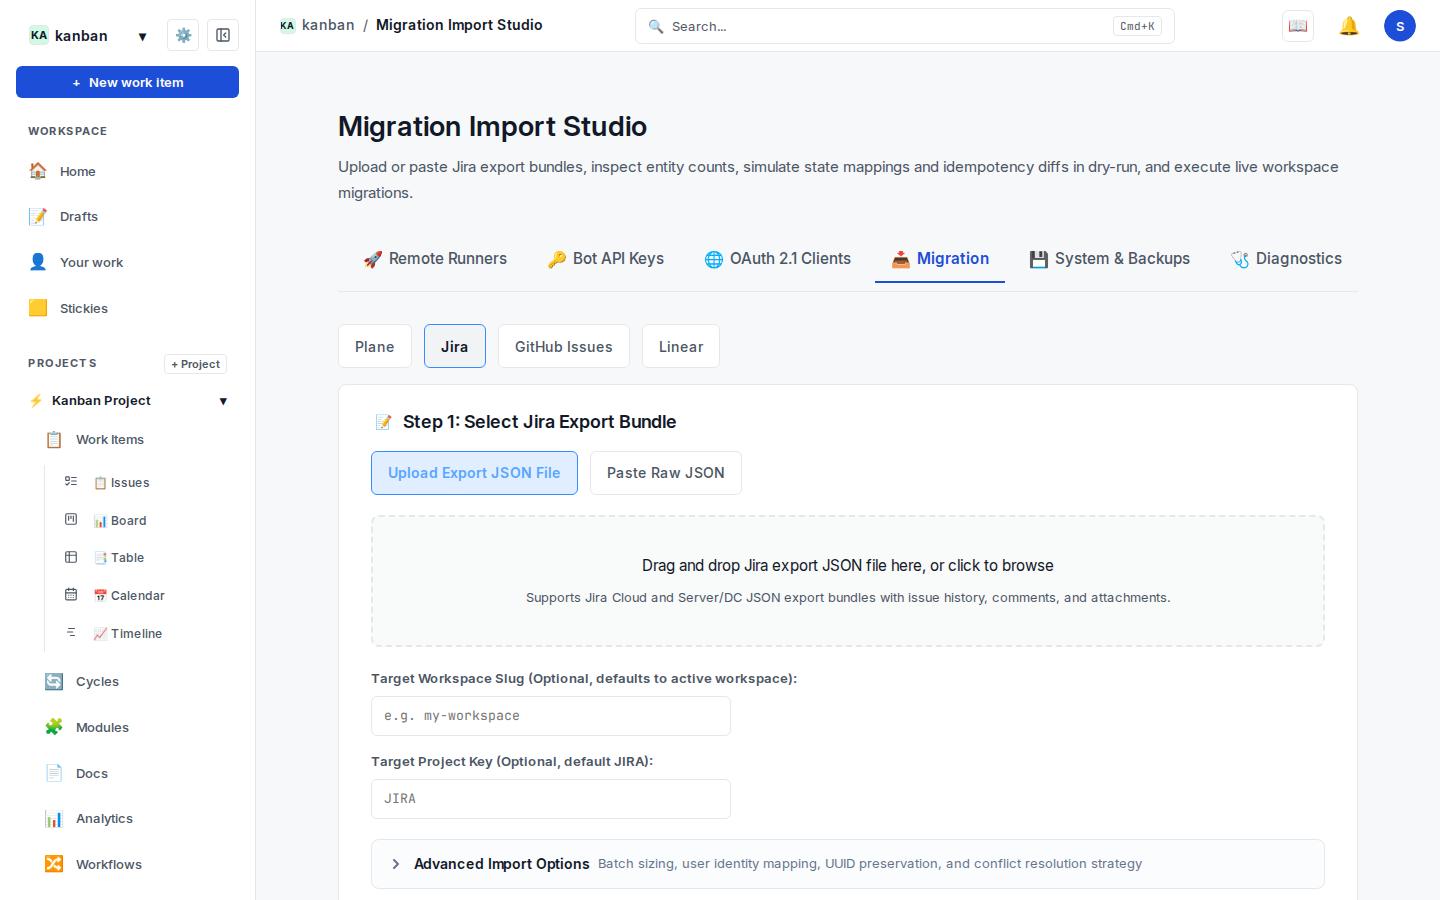 KA kanban ▾
+ New work item
WORKSPACE
Home
Drafts
Your work
Stickies
PROJECTS
+ Project
Kanban Project ▾
Work Items
Issues
Board
Table
Calendar
Timeline
Cycles
Modules
Docs
Analytics
Workflows
KA kanban / Migration Import Studio
Search...
Cmd+K
S
Migration Import Studio
Upload or paste Jira export bundles, inspect entity counts, simulate state mappings and idempotency diffs in dry-run, and execute live workspace
migrations.
Remote Runners
Bot API Keys
OAuth 2.1 Clients
Migration
System & Backups
Diagnostics
Plane
Jira
GitHub Issues
Linear
Step 1: Select Jira Export Bundle
Upload Export JSON File
Paste Raw JSON
Drag and drop Jira export JSON file here, or click to browse
Supports Jira Cloud and Server/DC JSON export bundles with issue history, comments, and attachments.
Target Workspace Slug (Optional, defaults to active workspace):
e.g. my-workspace
Target Project Key (Optional, default JIRA):
JIRA
Advanced Import Options Batch sizing, user identity mapping, UUID preservation, and conflict resolution strategy